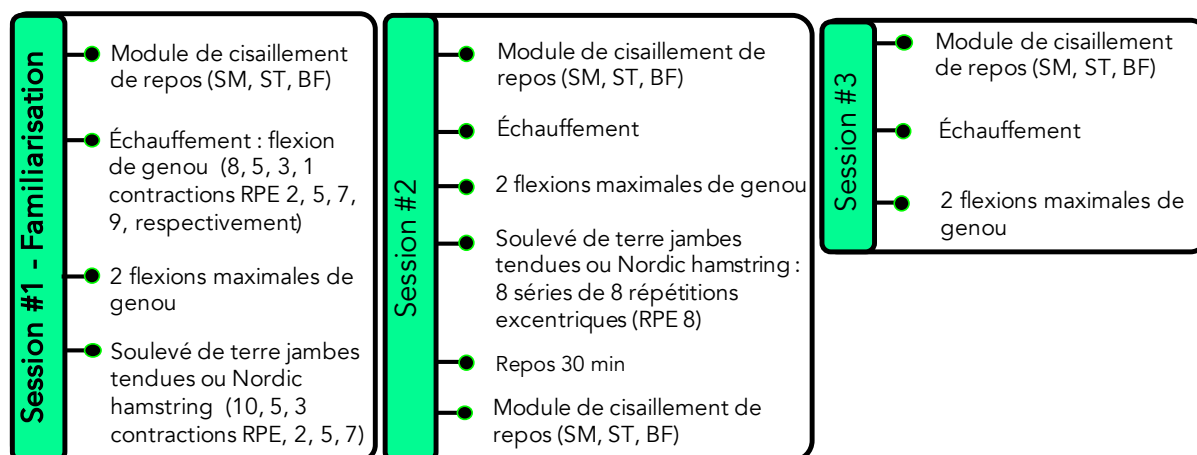 Session #1 - Familiarisation
Module de cisaillement
de repos (SM, ST, BF)
Échauffement : flexion
de genou (8, 5, 3, 1
contractions RPE 2, 5, 7,
9, respectivement)
2 flexions maximales de
genou
Soulevé de terre jambes
tendues ou Nordic
hamstring (10, 5, 3
contractions RPE, 2, 5, 7)
Session #2
Module de cisaillement de
repos (SM, ST, BF)
Échauffement
2 flexions maximales de genou
Soulevé de terre jambes
tendues ou Nordic hamstring :
8 séries de 8 répétitions
excentriques (RPE 8)
Repos 30 min
Module de cisaillement de
repos (SM, ST, BF)
Session #3
Module de cisaillement
de repos (SM, ST, BF)
Échauffement
2 flexions maximales de
genou